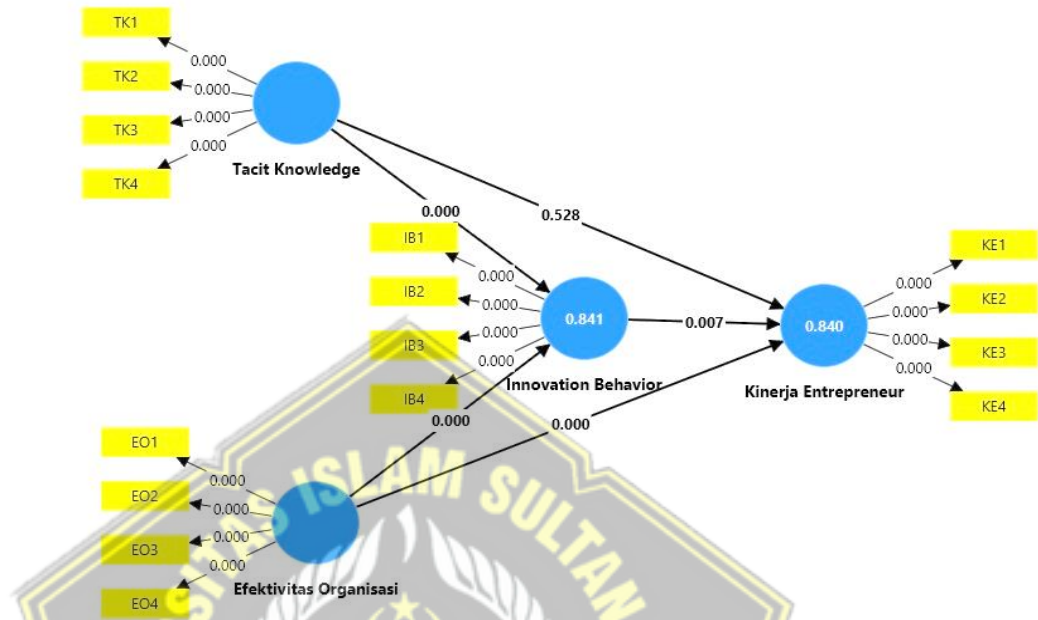 TK1
0.000
TK2
0.000
TK3
0.000
TK4
0.000
Tacit Knowledge
0.000
0.528
IB1
0.000
IB2
0.000
IB3
0.000
IB4
0.000
0.841
Innovation Behavior
0.007
0.840
Kinerja Entrepreneur
KE1
0.000
KE2
0.000
KE3
0.000
KE4
0.000
0.000
0.000
EO1
0.000
EO2
0.000
EO3
0.000
EO4
0.000
Efektivitas Organisasi
SITAS ISLAM SULTAN